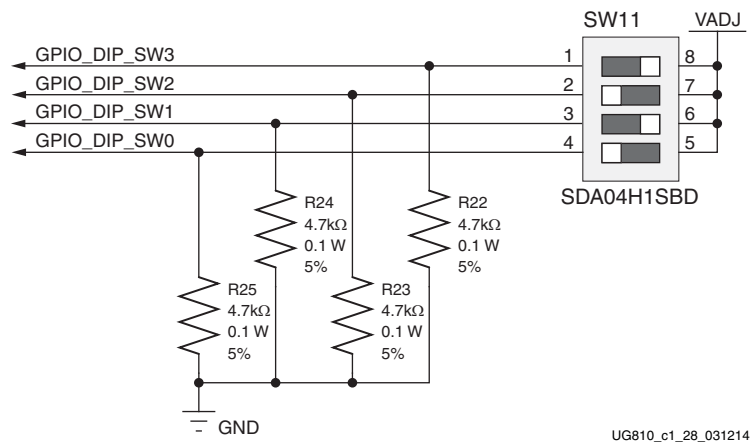 SW11
VADJ
GPIO_DIP_SW3
1
8
GPIO_DIP_SW2
2
7
GPIO_DIP_SW1
3
6
GPIO_DIP_SW0
4
5
SDA04H1SBD
R24
4.7kΩ
0.1 W
5%
R22
4.7kΩ
0.1 W
5%
R25
4.7kΩ
0.1 W
5%
R23
4.7kΩ
0.1 W
5%
GND
UG810_c1_28_031214